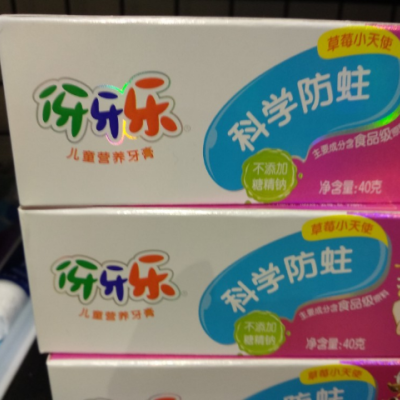 草莓小天使
伢牙乐
科学防蛀
儿童营养牙膏
主要成分含食品级
不添加
糖精钠
净含量:40克
草莓小天使
伢牙乐
科学防蛀
儿童营养牙膏
主要成分含食品级原料
不添加
糖精钠
净含量:40克
草莓小天使
科学防蛀